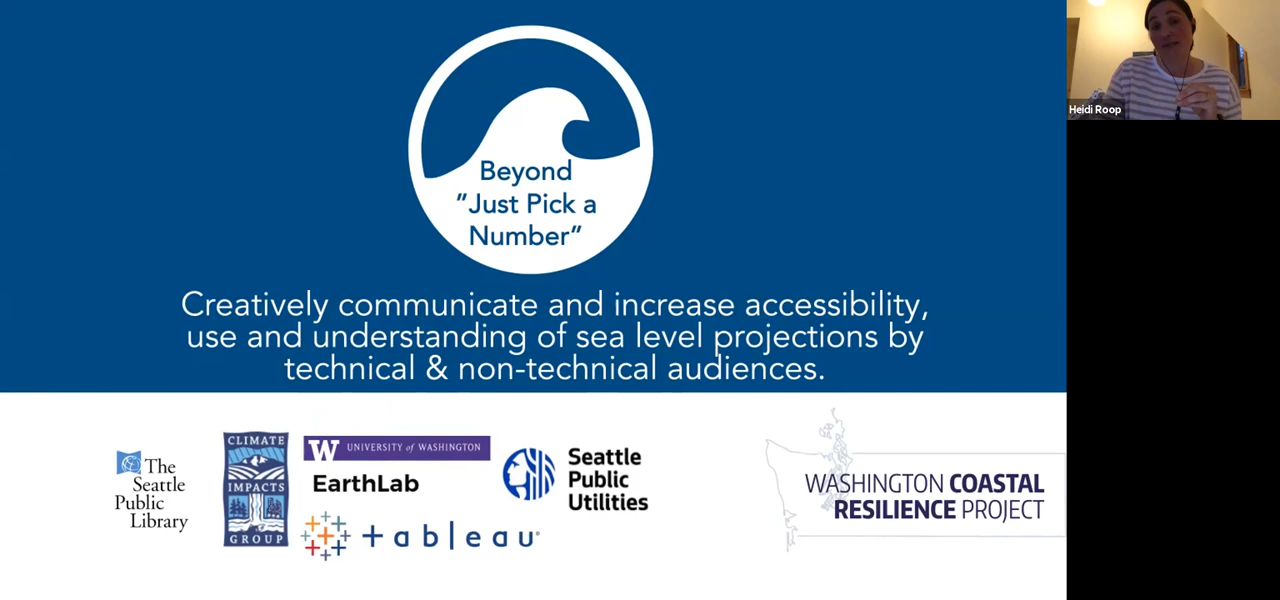 Beyond
"Just Pick a
Number"
Creatively communicate and increase accessibility,
use and understanding of sea level projections by
technical & non-technical audiences.
The
Seattle
Public
Library
CLIMATE
IMPACTS
GROUP
W UNIVERSITY of WASHINGTON
EarthLab
+ableau
Seattle
Public
Utilities
WASHINGTON COASTAL
RESILIENCE PROJECT
Heidi Roop